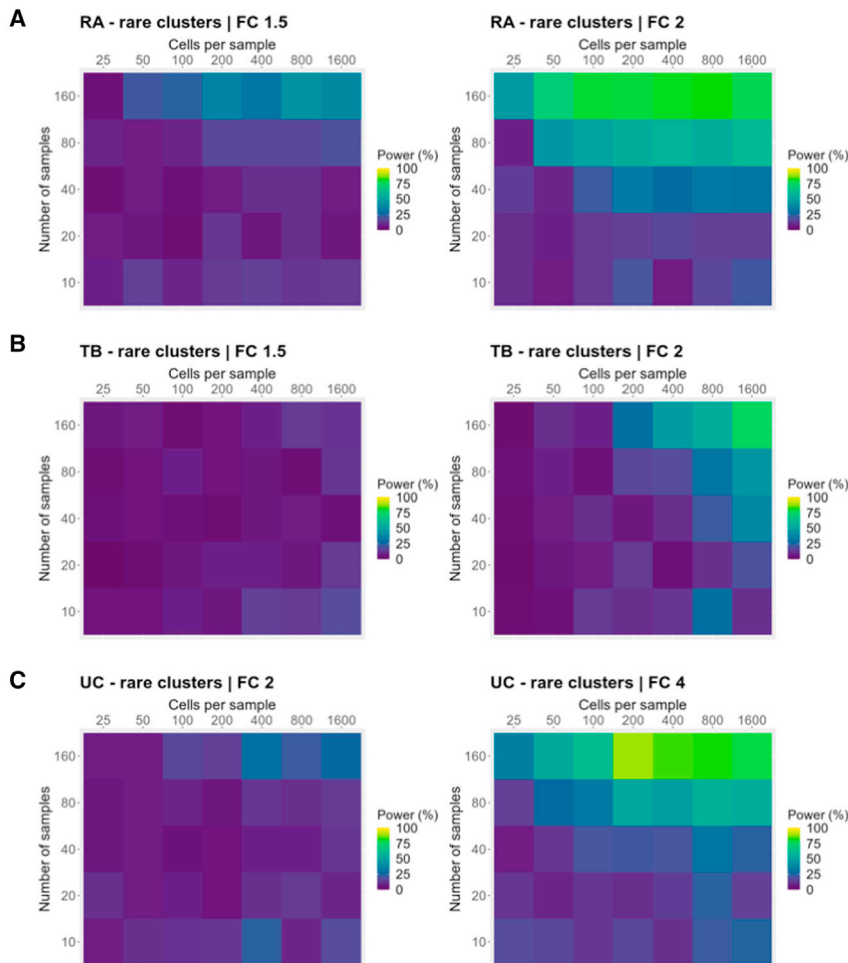 A
RA - rare clusters | FC 1.5
Cells per sample
25 50 100 200 400 800 1600
Number of samples
160
80
40
20
10
Power (%)
100
75
50
25
0
RA - rare clusters | FC 2
Cells per sample
25 50 100 200 400 800 1600
Number of samples
160
80
40
20
10
Power (%)
100
75
50
25
0
B
TB - rare clusters | FC 1.5
Cells per sample
25 50 100 200 400 800 1600
Number of samples
160
80
40
20
10
Power (%)
100
75
50
25
0
TB - rare clusters | FC 2
Cells per sample
25 50 100 200 400 800 1600
Number of samples
160
80
40
20
10
Power (%)
100
75
50
25
0
C
UC - rare clusters | FC 2
Cells per sample
25 50 100 200 400 800 1600
Number of samples
160
80
40
20
10
Power (%)
100
75
50
25
0
UC - rare clusters | FC 4
Cells per sample
25 50 100 200 400 800 1600
Number of samples
160
80
40
20
10
Power (%)
100
75
50
25
0